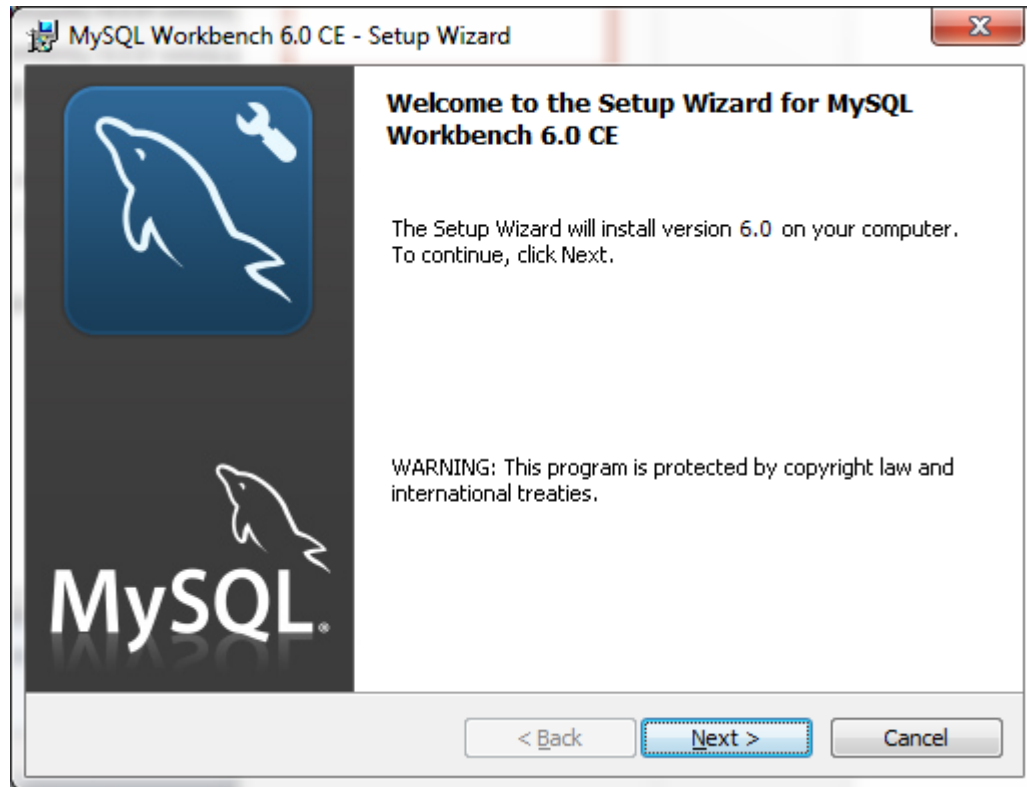 MySQL Workbench 6.0 CE - Setup Wizard
Welcome to the Setup Wizard for MySQL
Workbench 6.0 CE
The Setup Wizard will install version 6.0 on your computer.
To continue, click Next.
WARNING: This program is protected by copyright law and
international treaties.
MySQL®
< Back
Next >
Cancel